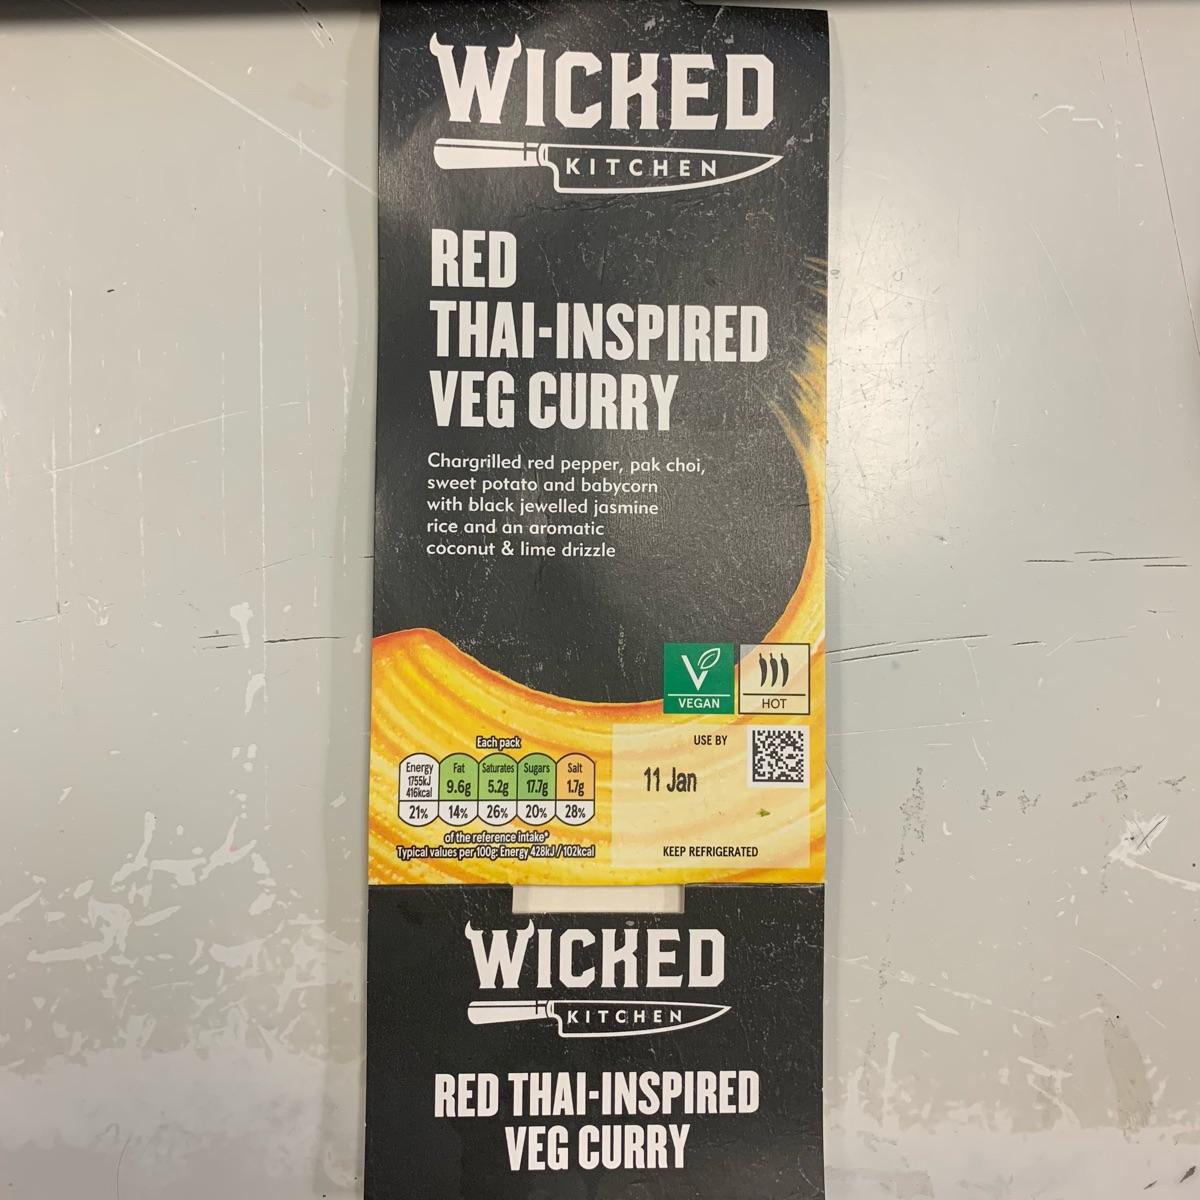 WICKED
KITCHEN
RED
THAI-INSPIRED
VEG CURRY
Chargrilled red pepper, pak choi,
sweet potato and babycorn
with black jewelled jasmine
rice and an aromatic
coconut & lime drizzle
VEGAN
HOT
Each pack
Energy 1755kJ 416kcal 21%
Fat 9.6g 14%
Saturates 5.2g 26%
Sugars 17.7g 20%
Salt 1.7g 28%
of the reference intake*
Typical values per 100g: Energy 428kJ / 102kcal
USE BY
11 Jan
KEEP REFRIGERATED
WICKED
KITCHEN
RED THAI-INSPIRED
VEG CURRY